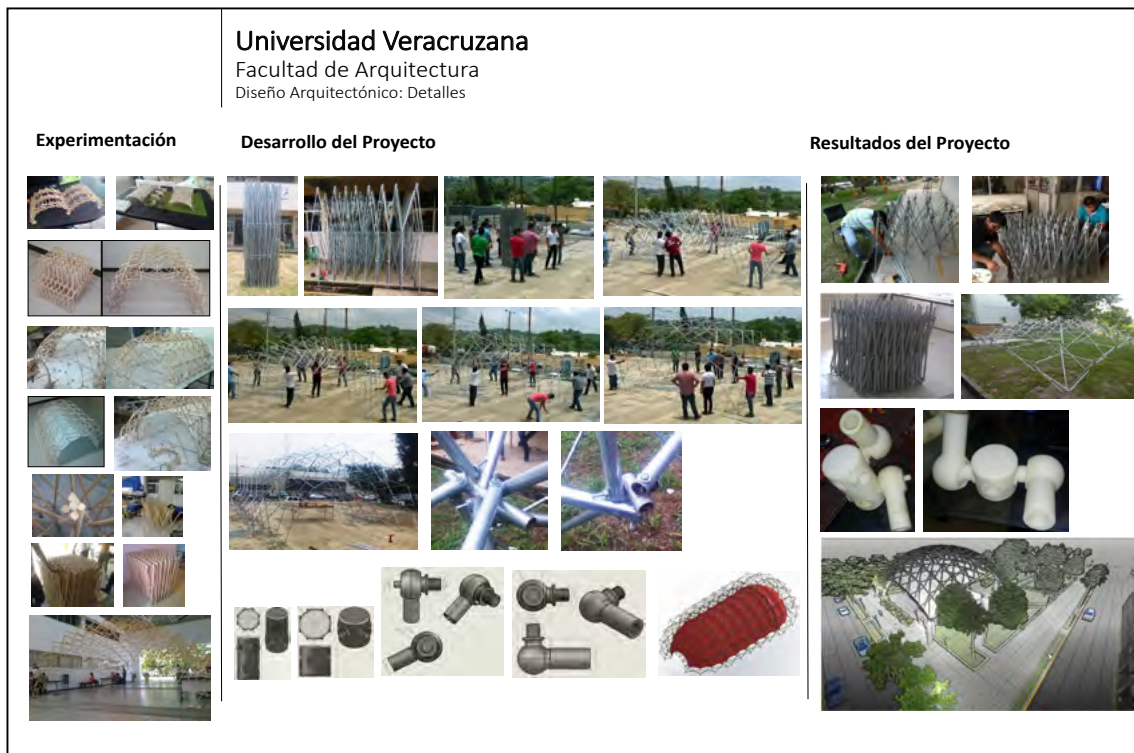 Universidad Veracruzana
Facultad de Arquitectura
Diseño Arquitectónico: Detalles
Experimentación
Desarrollo del Proyecto
Resultados del Proyecto